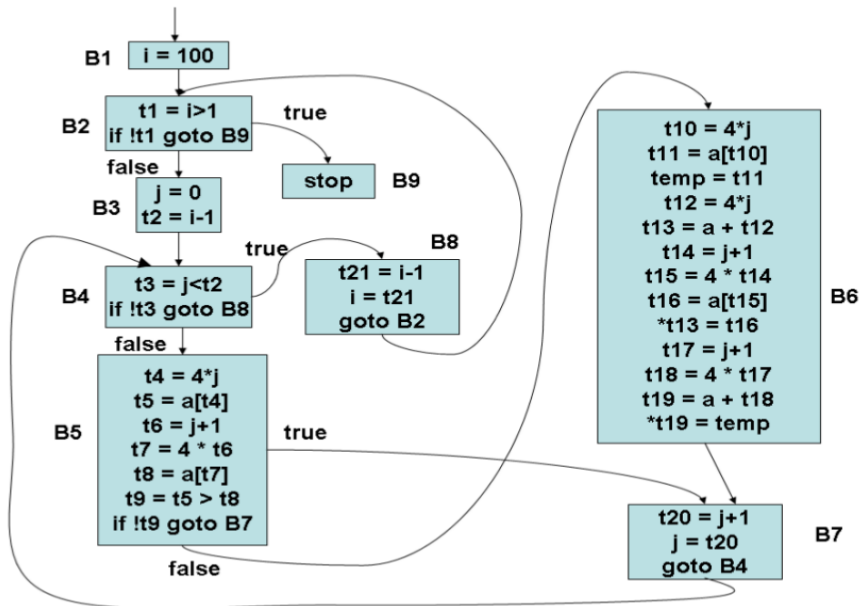 B1
i = 100
B2
t1 = i>1
if !t1 goto B9
true
false
stop
B9
B3
j = 0
t2 = i-1
B4
t3 = j<t2
if !t3 goto B8
true
false
B8
t21 = i-1
i = t21
goto B2
B5
t4 = 4*j
t5 = a[t4]
t6 = j+1
t7 = 4 * t6
t8 = a[t7]
t9 = t5 > t8
if !t9 goto B7
true
false
t10 = 4*j
t11 = a[t10]
temp = t11
t12 = 4*j
t13 = a + t12
t14 = j+1
t15 = 4 * t14
t16 = a[t15]
*t13 = t16
t17 = j+1
t18 = 4 * t17
t19 = a + t18
*t19 = temp
B6
t20 = j+1
j = t20
goto B4
B7